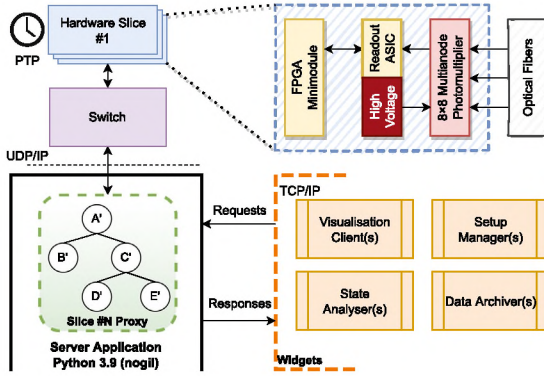 Hardware Slice
#1
PTP
Switch
UDP/IP
FPGA
Minimodule
Readout
ASIC
High
Voltage
8×8 Multianode
Photomultiplier
Optical Fibers
A'
B'
C'
D'
E'
Slice #N Proxy
Server Application
Python 3.9 (nogil)
Requests
Responses
TCP/IP
Visualisation
Client(s)
Setup
Manager(s)
State
Analyser(s)
Data Archiver(s)
Widgets